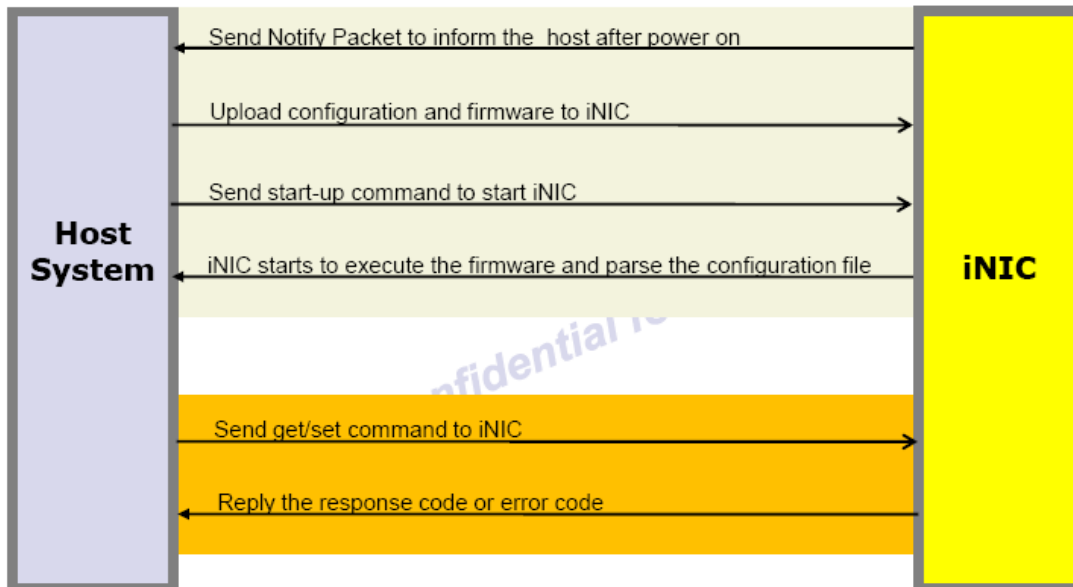 Send Notify Packet to inform the host after power on
Upload configuration and firmware to iNIC
Send start-up command to start iNIC
Host
System
iNIC starts to execute the firmware and parse the configuration file
iNIC
Send get/set command to iNIC
Reply the response code or error code